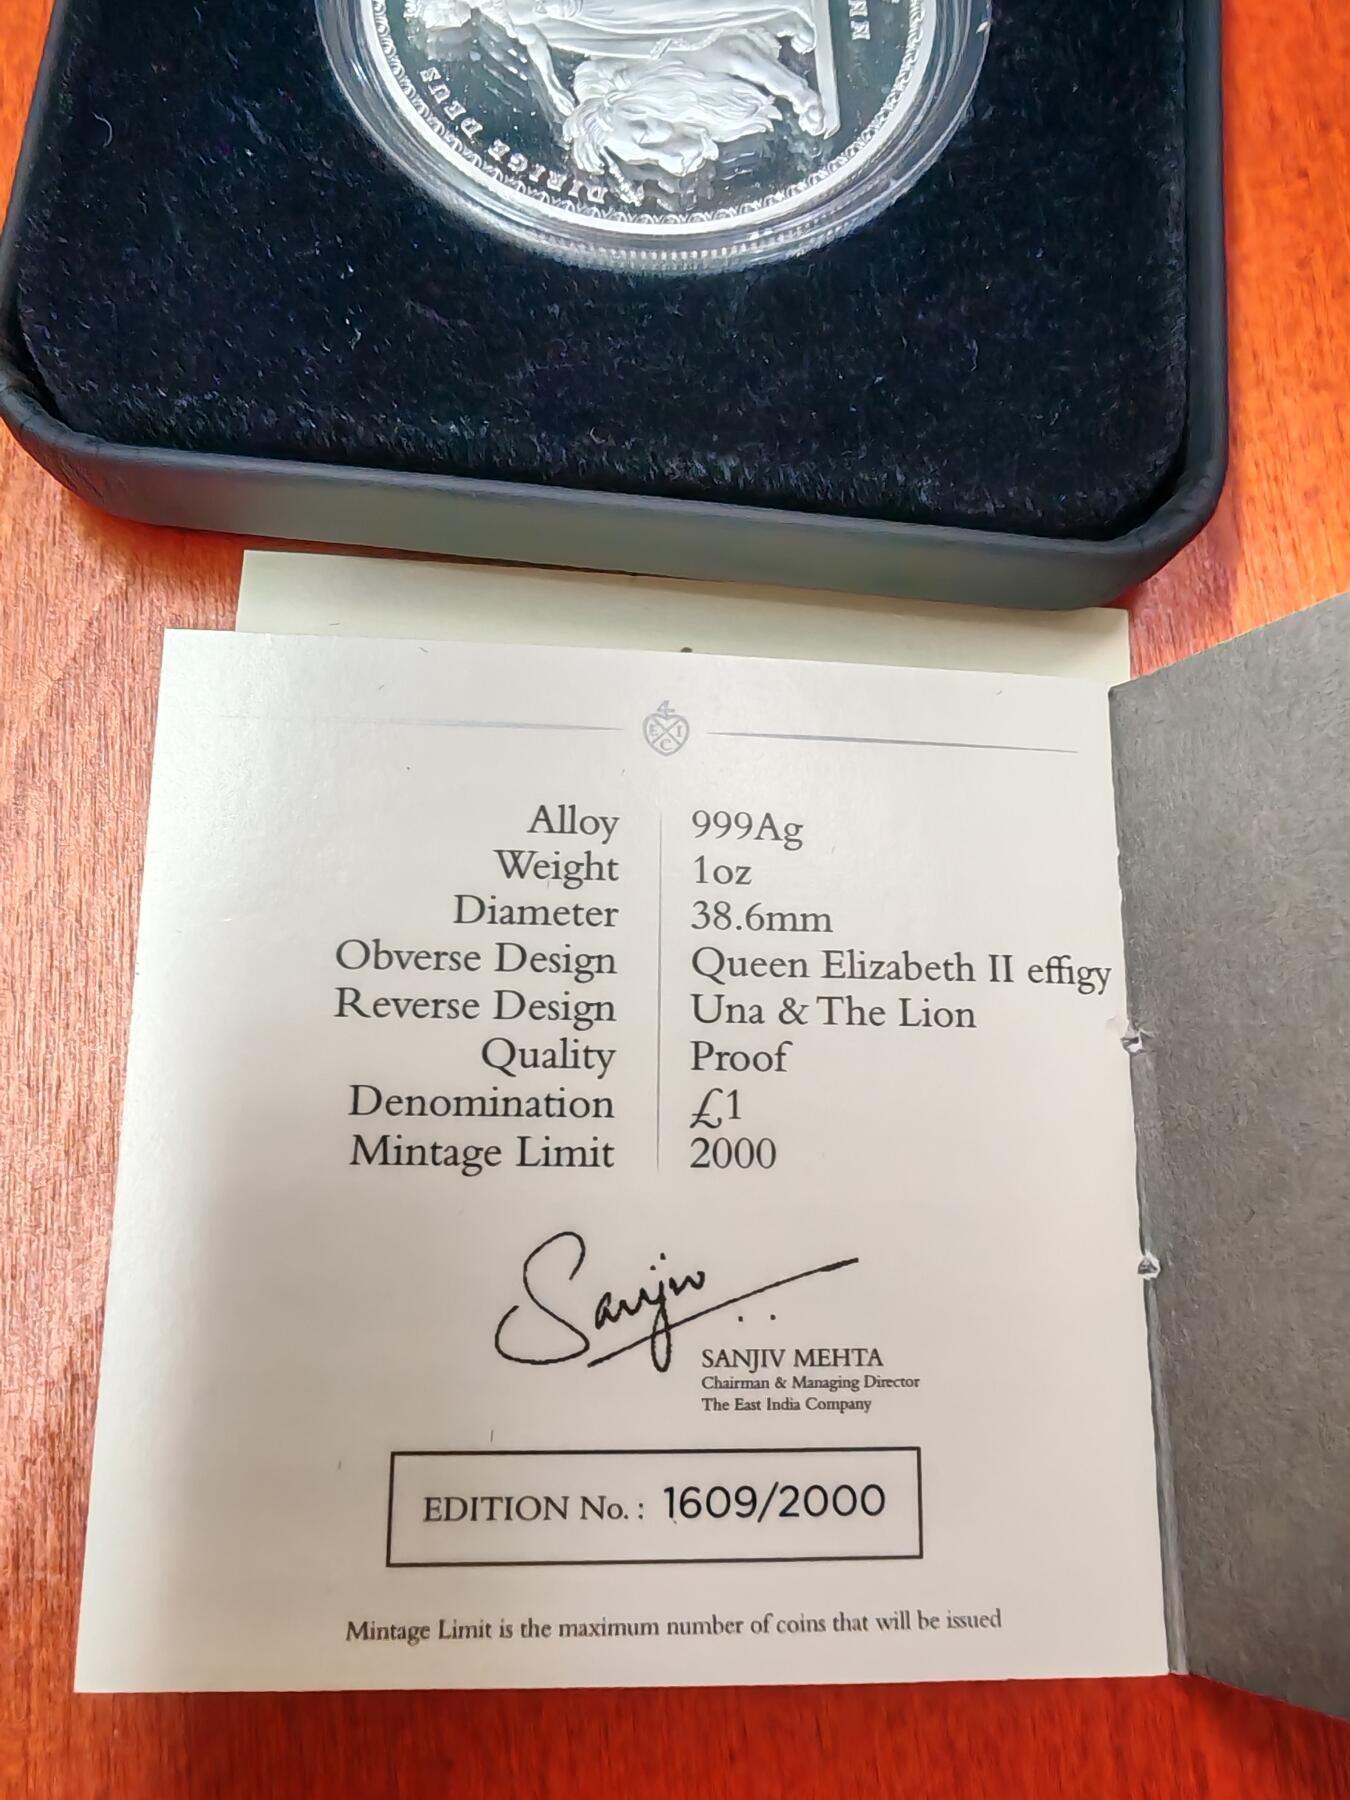 DIRIGE DEUS
EIC
Alloy 999Ag
Weight 1oz
Diameter 38.6mm
Obverse Design Queen Elizabeth II effigy
Reverse Design Una & The Lion
Quality Proof
Denomination £1
Mintage Limit 2000
Sanjiv
SANJIV MEHTA
Chairman & Managing Director
The East India Company
EDITION No.: 1609/2000
Mintage Limit is the maximum number of coins that will be issued